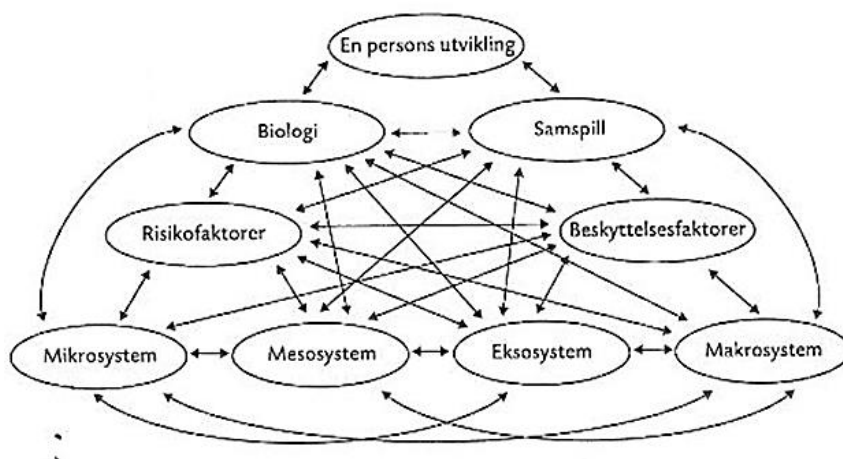 En persons utvikling
Biologi
Samspill
Risikofaktorer
Beskyttelsesfaktorer
Mikrosystem
Mesosystem
Eksosystem
Makrosystem